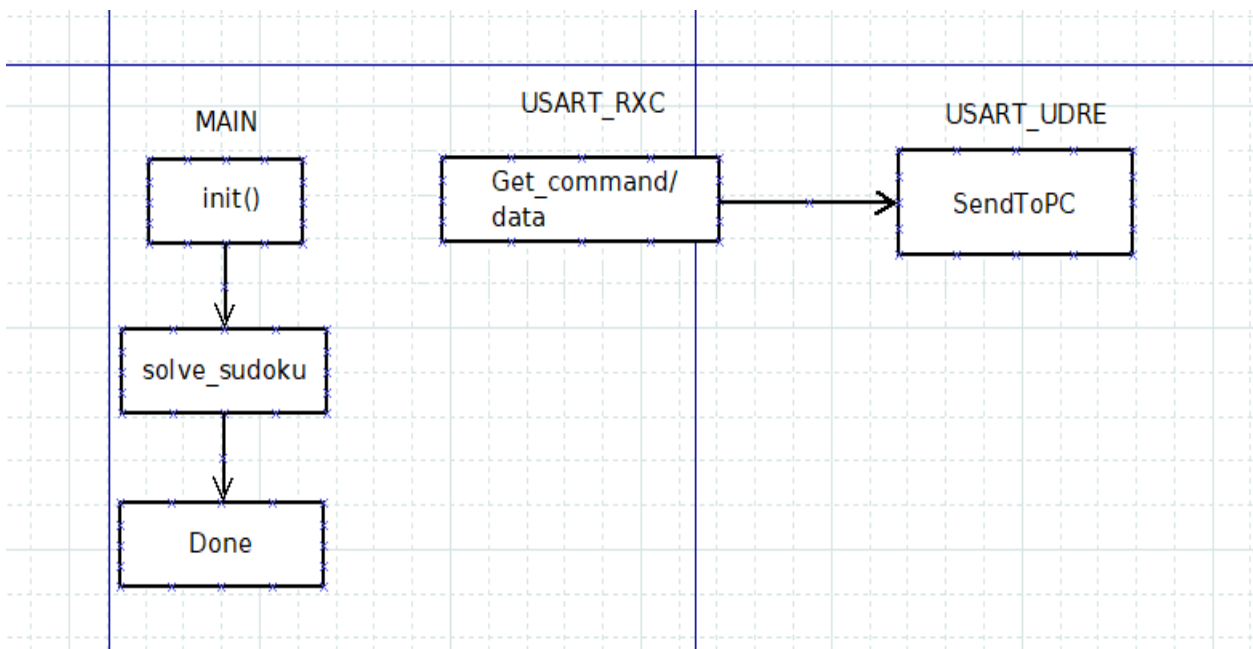 MAIN
init()
solve_sudoku
Done
USART_RXC
Get_command/
data
USART_UDRE
SendToPC